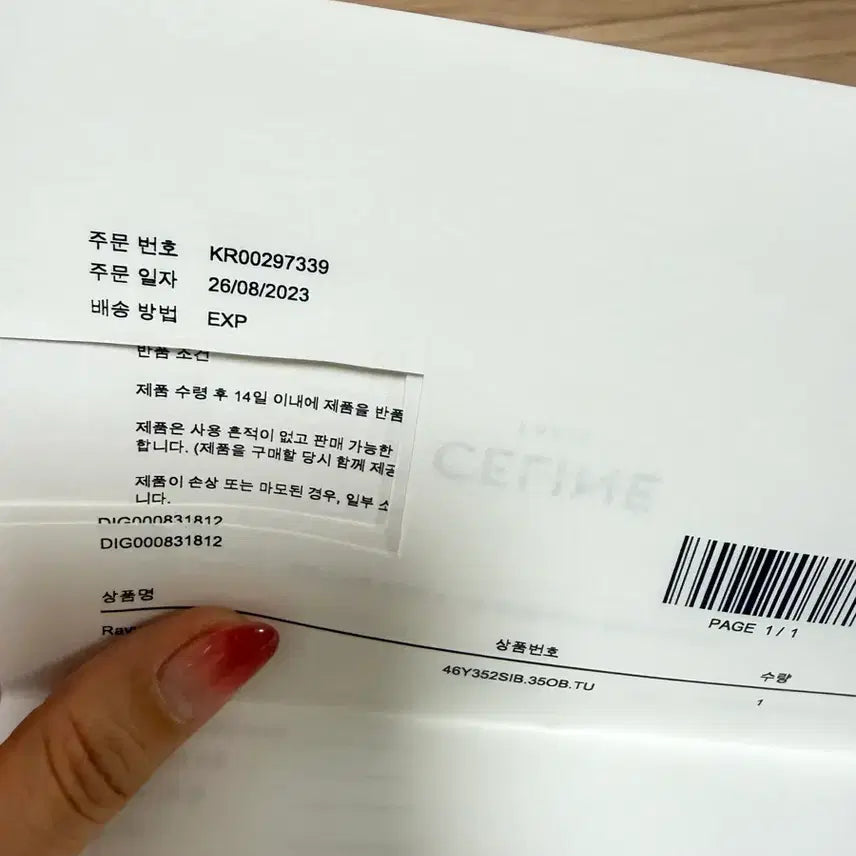 주문 번호 KR00297339
주문 일자 26/08/2023
배송 방법 EXP
반품 조건
제품 수령 후 14일 이내에 제품을 반품
제품은 사용 흔적이 없고 판매 가능한
합니다. (제품을 구매할 당시 함께 제공
제품이 손상 또는 마모된 경우, 일부
니다.
CELINE
DIG000831812
DIG000831812
PAGE 1 / 1
상품명 상품번호 수량
46Y352SIB.35OB.TU 1